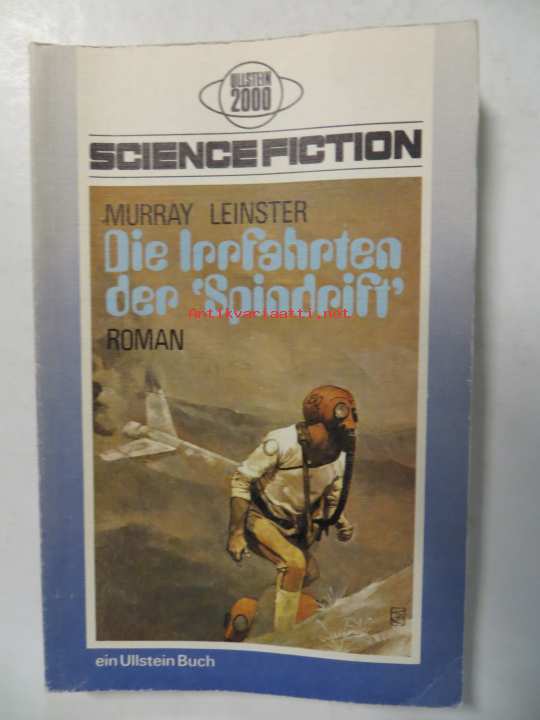 ULLSTEIN
2000
SCIENCE FICTION
MURRAY LEINSTER
Die Irrfahrten
der 'Spindrift'
Antikvariaatti.net
ROMAN
ein Ullstein Buch